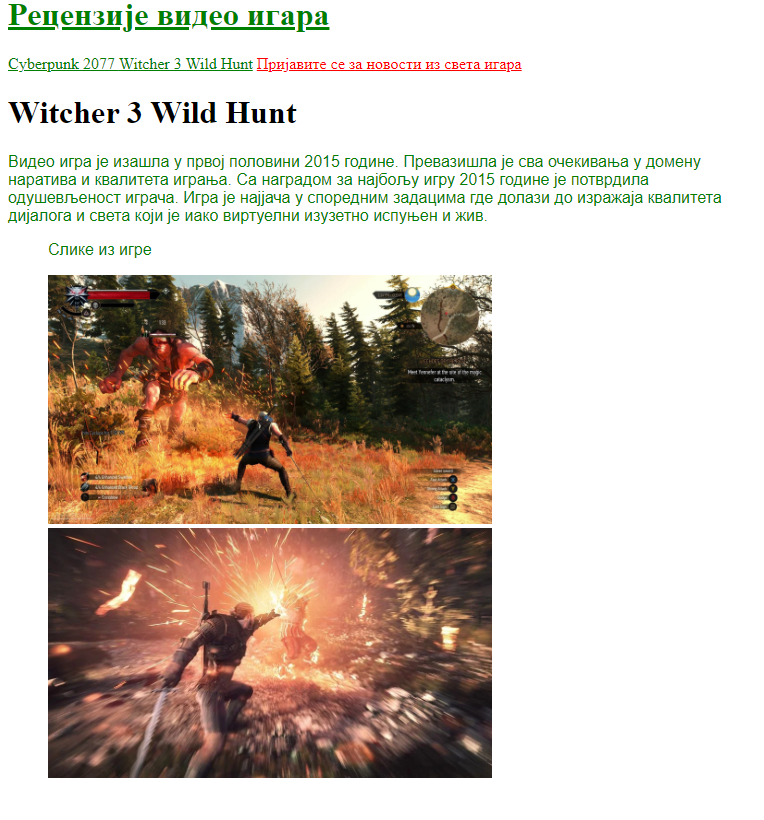 Рецензије видео игара
Cyberpunk 2077 Witcher 3 Wild Hunt Пријавите се за новости из света игара
Witcher 3 Wild Hunt
Видео игра је изашла у првој половини 2015 године. Превазишла је сва очекивања у домену
наратива и квалитета играња. Са наградом за најбољу игру 2015 године је потврдила
одушевљеност играча. Игра је најјача у споредним задацима где долази до изражаја квалитета
дијалога и света који је иако виртуелни изузетно испуњен и жив.
Слике из игре
Meet Yennefer at the site of the magic
cataclysm.